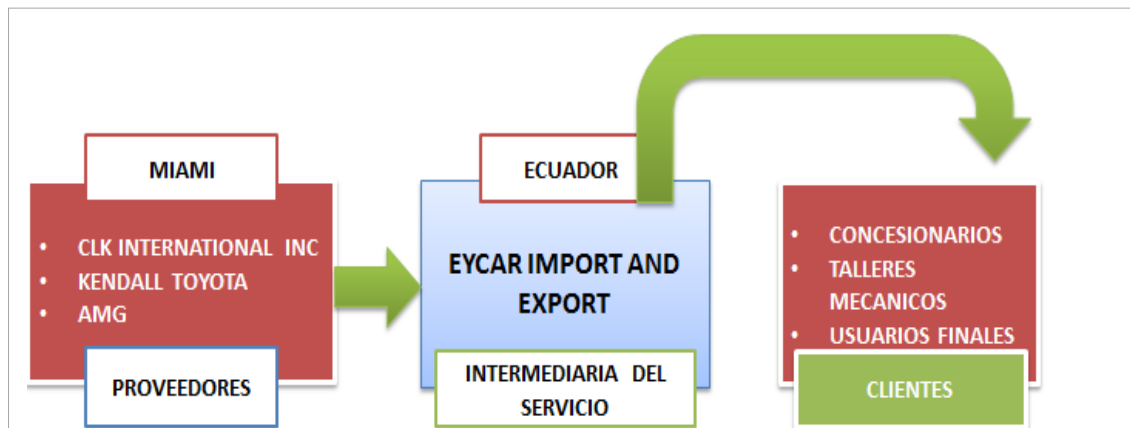 MIAMI
• CLK INTERNATIONAL INC
• KENDALL TOYOTA
• AMG
PROVEEDORES
ECUADOR
EYCAR IMPORT AND
EXPORT
INTERMEDIARIA DEL
SERVICIO
• CONCESIONARIOS
• TALLERES
MECANICOS
• USUARIOS FINALES
CLIENTES